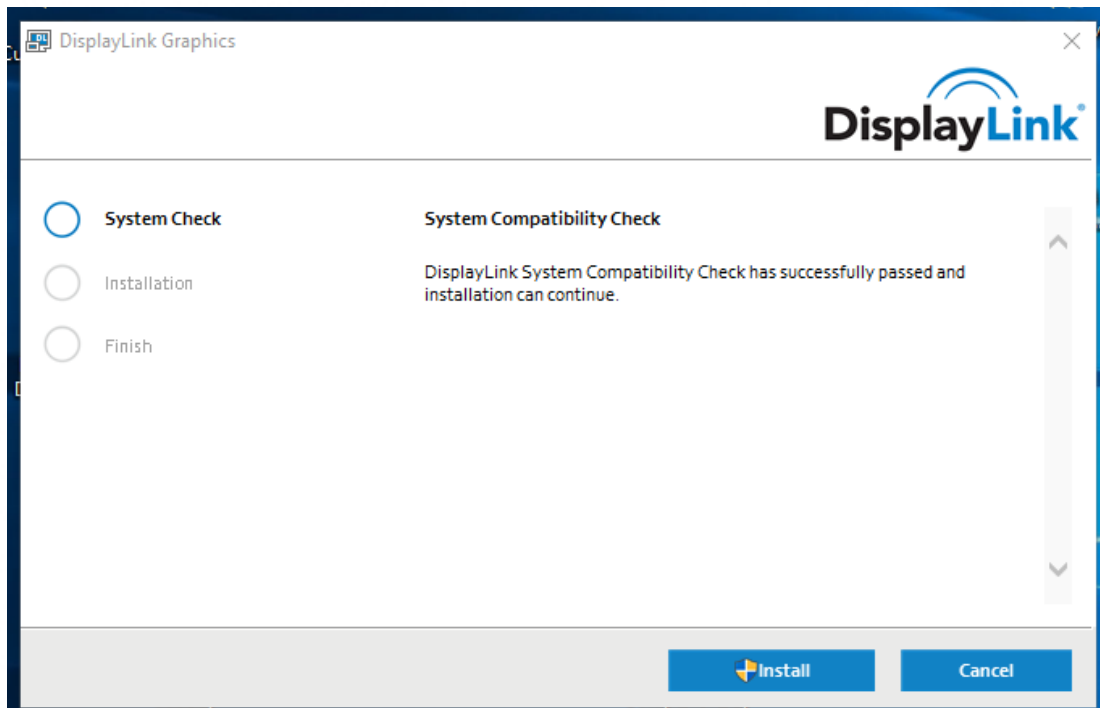 DisplayLink Graphics
DisplayLink
System Check
Installation
Finish
System Compatibility Check
DisplayLink System Compatibility Check has successfully passed and
installation can continue.
Install
Cancel